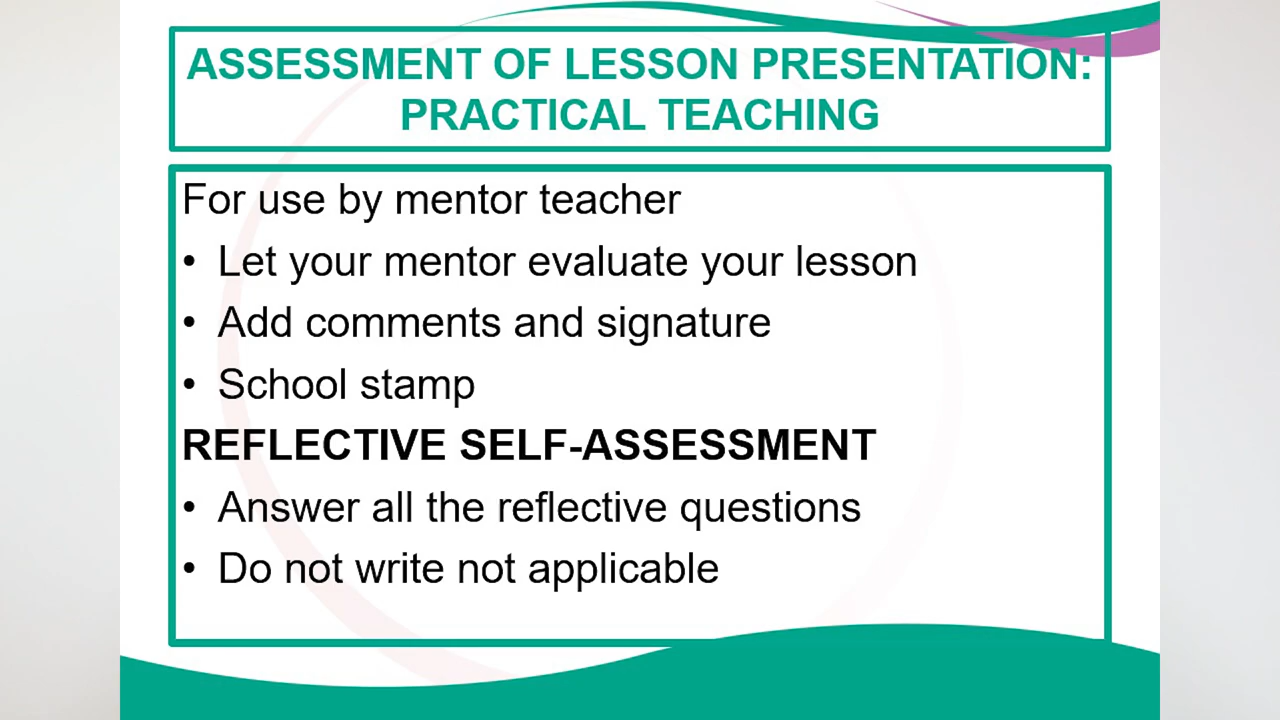 ASSESSMENT OF LESSON PRESENTATION:
PRACTICAL TEACHING
For use by mentor teacher
• Let your mentor evaluate your lesson
• Add comments and signature
• School stamp
REFLECTIVE SELF-ASSESSMENT
• Answer all the reflective questions
• Do not write not applicable